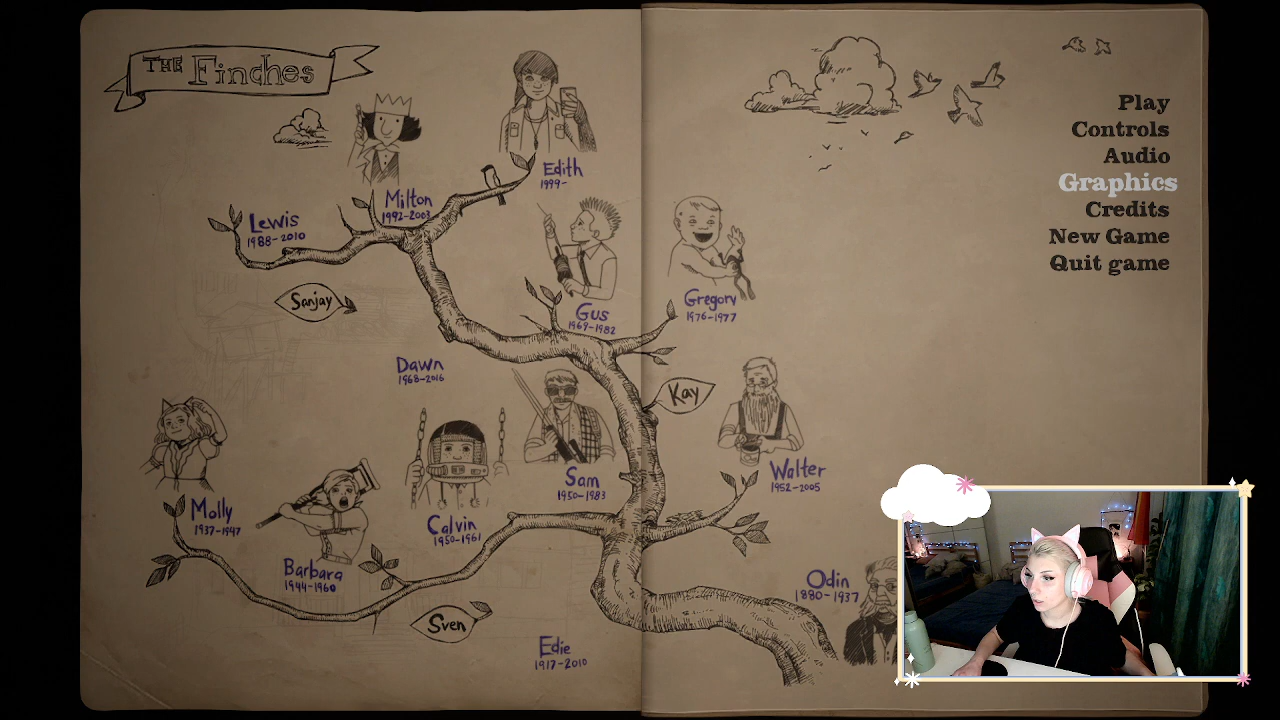 THE Finches
Edith
1999-
Milton
1992-2003
Lewis
1988-2010
Sanjay
Gus
1969-1982
Gregory
1976-1977
Dawn
1968-2016
Kay
Sam
1950-1983
Walter
1952-2005
Molly
1937-1947
Calvin
1950-1961
Barbara
1944-1960
Sven
Odin
1880-1937
Edie
1917-2010
Play
Controls
Audio
Graphics
Credits
New Game
Quit game